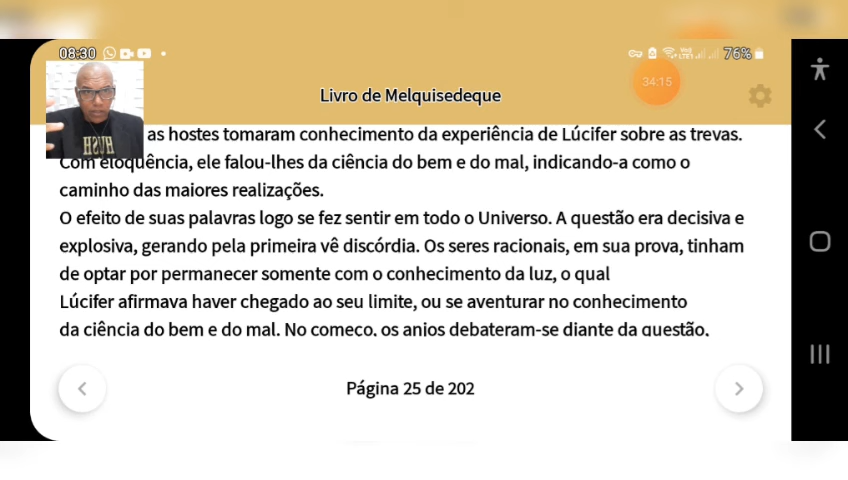 08:30
76%
34:15
Livro de Melquisedeque
as hostes tomaram conhecimento da experiência de Lúcifer sobre as trevas.
Com eloquência, ele falou-lhes da ciência do bem e do mal, indicando-a como o
caminho das maiores realizações.
O efeito de suas palavras logo se fez sentir em todo o Universo. A questão era decisiva e
explosiva, gerando pela primeira vê discórdia. Os seres racionais, em sua prova, tinham
de optar por permanecer somente com o conhecimento da luz, o qual
Lúcifer afirmava haver chegado ao seu limite, ou se aventurar no conhecimento
da ciência do bem e do mal. No começo, os anjos debateram-se diante da questão,
Página 25 de 202